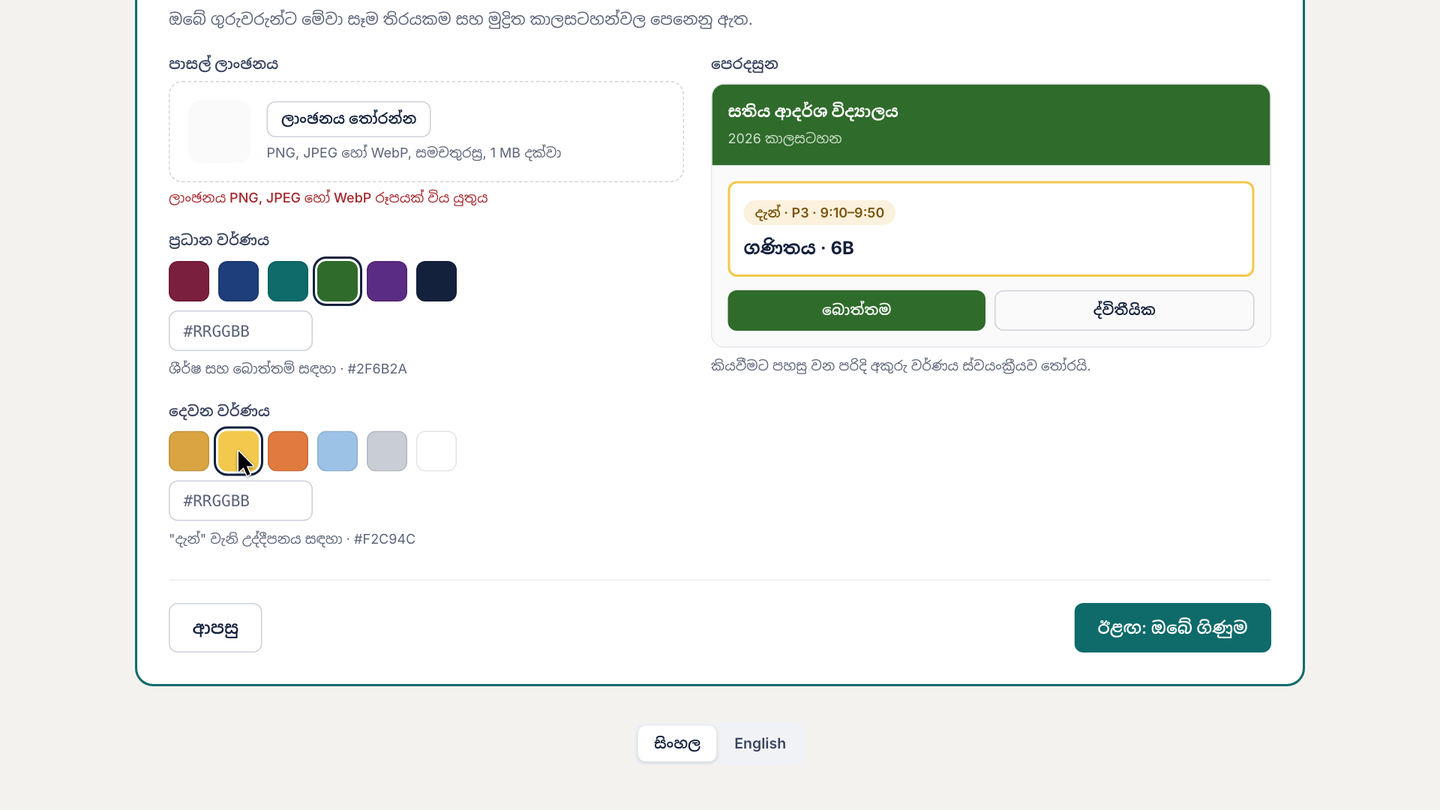 ඔබේ ගුරුවරුන්ට මේවා සෑම තිරයකම සහ මුද්‍රිත කාලසටහන්වල පෙනෙනු ඇත.
පාසල් ලාංඡනය
ලාංඡනය තෝරන්න
PNG, JPEG හෝ WebP, සමචතුරස්‍ර, 1 MB දක්වා
ලාංඡනය PNG, JPEG හෝ WebP රූපයක් විය යුතුය
ප්‍රධාන වර්ණය
#RRGGBB
ශීර්ෂ සහ බොත්තම් සඳහා · #2F6B2A
දෙවන වර්ණය
#RRGGBB
"දැන්" වැනි උද්දීපනය සඳහා · #F2C94C
පෙරදසුන
සතිය ආදර්ශ විද්‍යාලය
2026 කාලසටහන
දැන් · P3 · 9:10–9:50
ගණිතය · 6B
බොත්තම
ද්විතීයික
කියවීමට පහසු වන පරිදි අකුරු වර්ණය ස්වයංක්‍රීයව තෝරයි.
ආපසු
ඊළඟ: ඔබේ ගිණුම
සිංහල
English